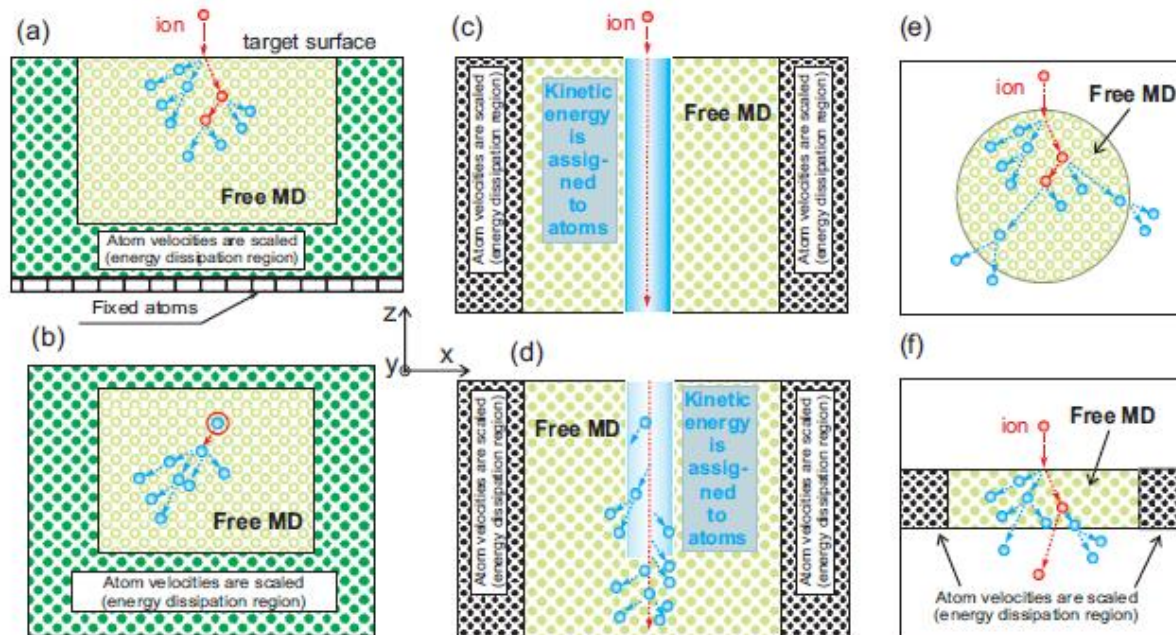 (a)
ion
target surface
Free MD
Atom velocities are scaled
(energy dissipation region)
Fixed atoms
(b)
Free MD
Atom velocities are scaled
(energy dissipation region)
z
y
x
(c)
ion
Atom velocities are scaled
(energy dissipation region)
Kinetic
energy
is
assig-
ned
to
atoms
Free MD
Atom velocities are scaled
(energy dissipation region)
(d)
Atom velocities are scaled
(energy dissipation region)
Free MD
Kinetic
energy
is
assig-
ned to
atoms
Atom velocities are scaled
(energy dissipation region)
(e)
ion
Free MD
(f)
ion
Free MD
Atom velocities are scaled
(energy dissipation region)